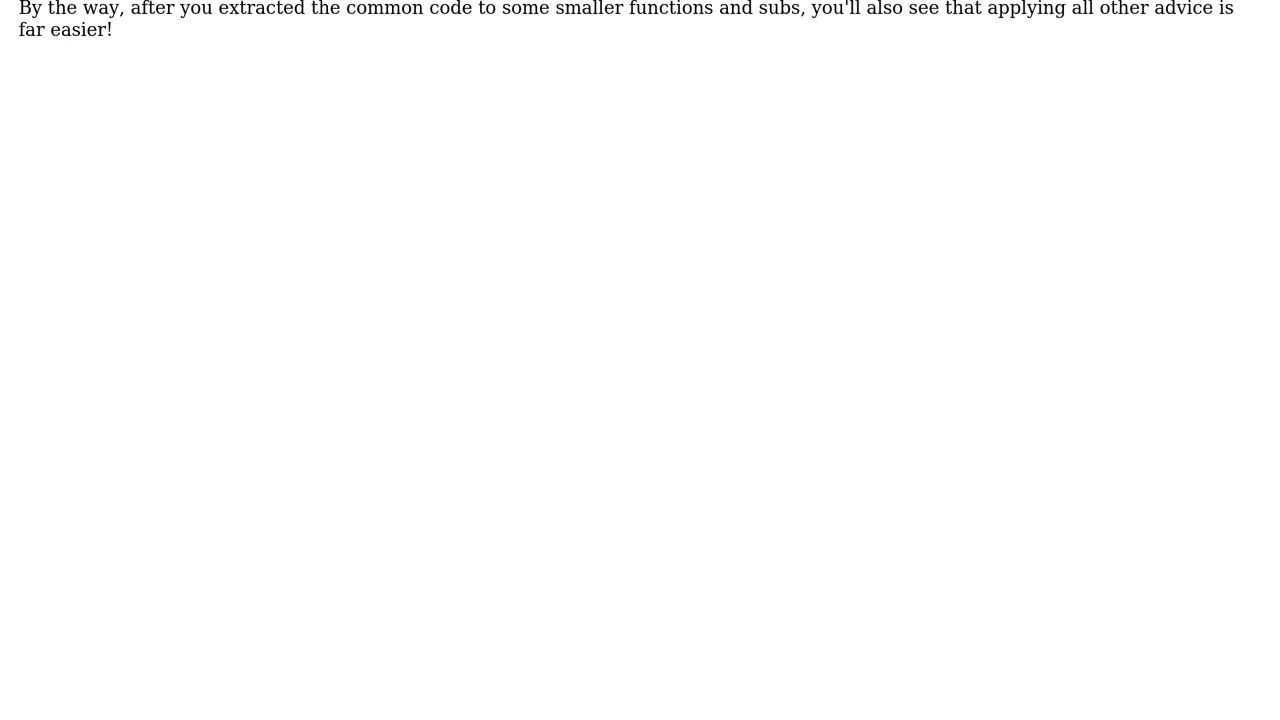 By the way, after you extracted the common code to some smaller functions and subs, you'll also see that applying all other advice is
far easier!